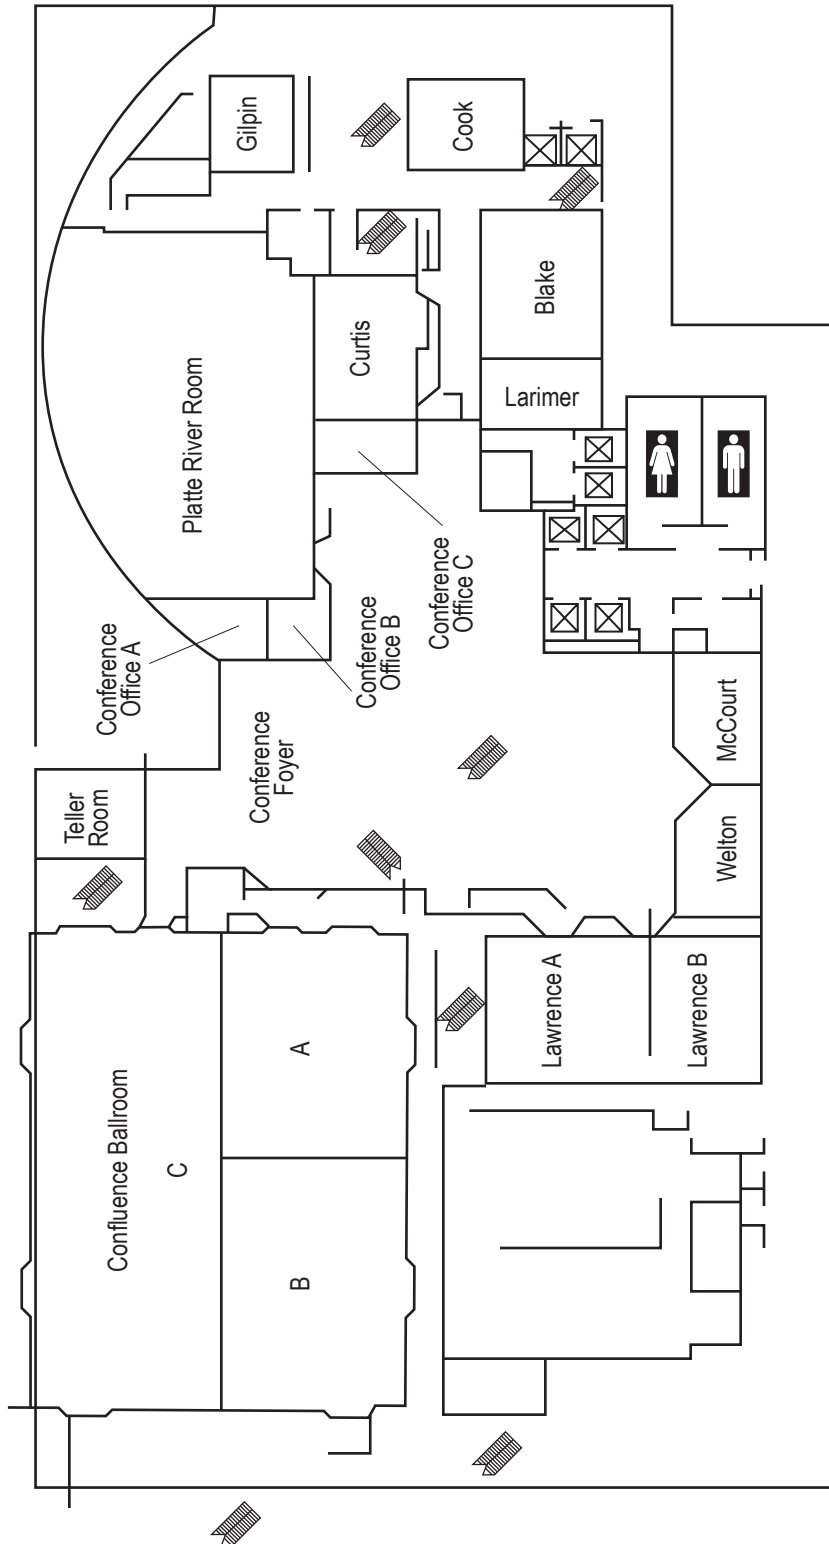 Gilpin
Cook
Blake
Curtis
Platte River Room
Larimer
Conference
Office C
Conference
Office B
Conference
Office A
Conference
Foyer
McCourt
Teller
Room
Welton
Lawrence A
Lawrence B
A
Confluence Ballroom
C
B